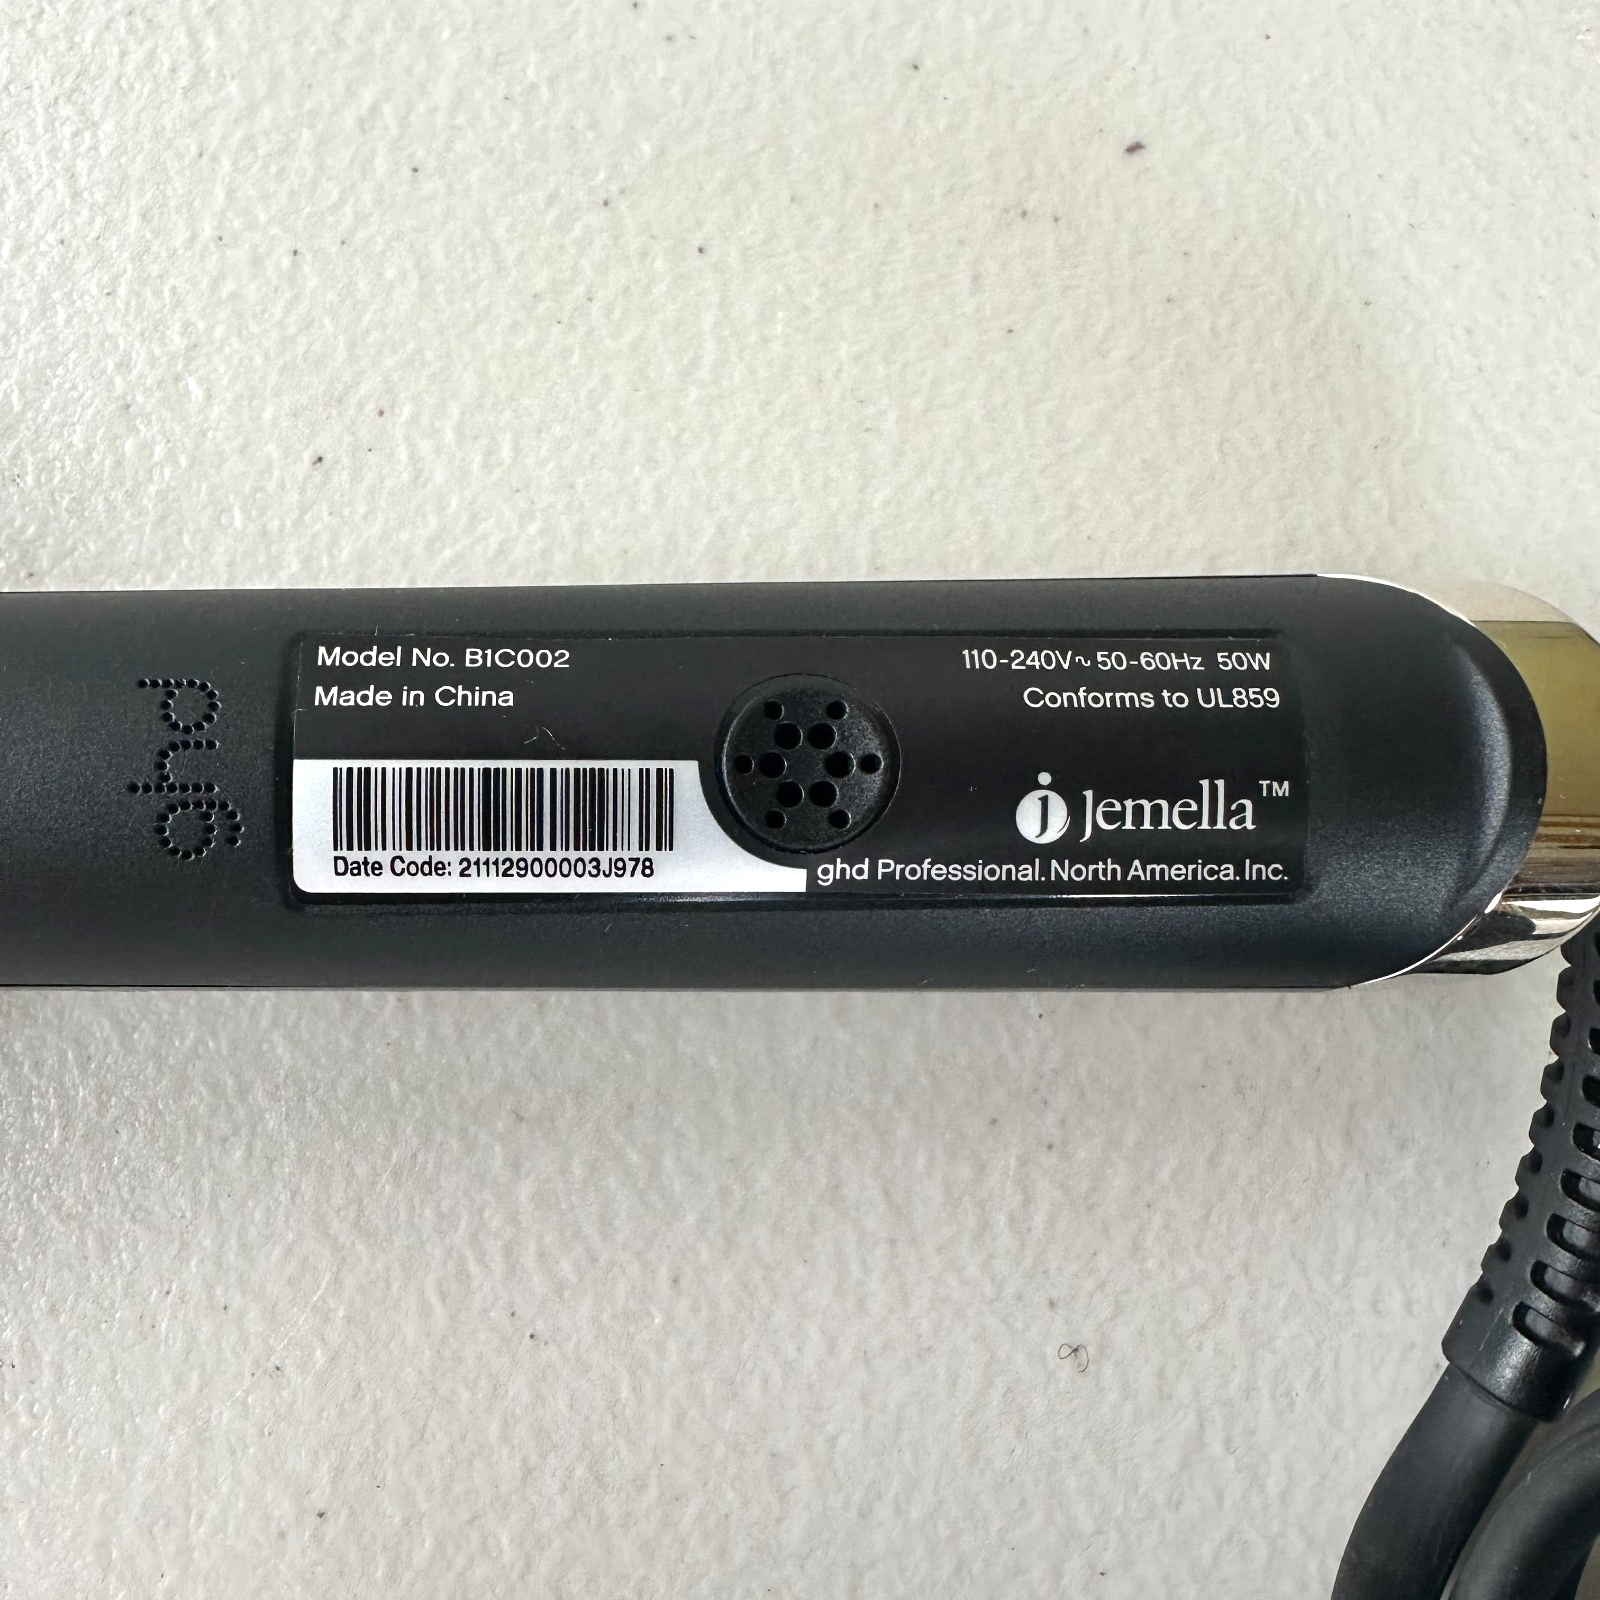 ghd
Model No. B1C002
Made in China
110-240V~ 50-60Hz 50W
Conforms to UL859
Date Code: 21112900003J978
j Jemella™
ghd Professional. North America. Inc.